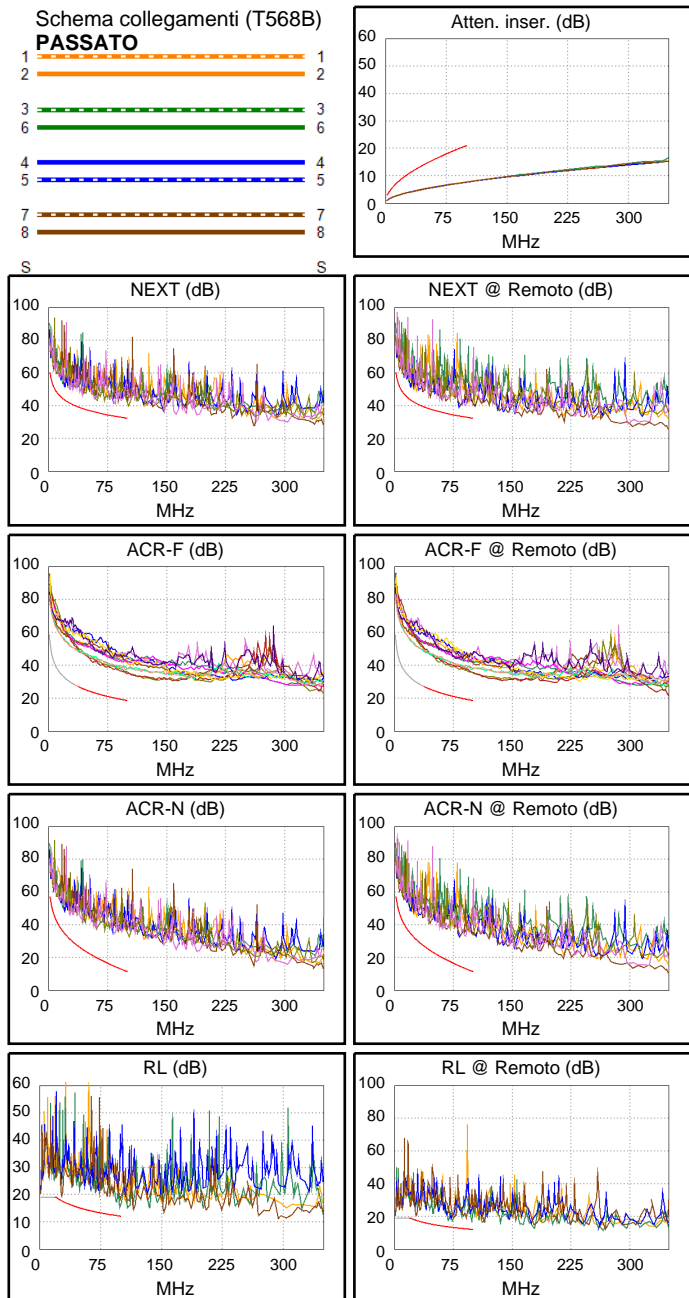 Schema collegamenti (T568B)
PASSATO
1 1
2 2
3 3
6 6
4 4
5 5
7 7
8 8
S S
Atten. inser. (dB)
60
50
40
30
20
10
0
0 75 150 225 300
MHz
NEXT (dB)
100
80
60
40
20
0
0 75 150 225 300
MHz
NEXT @ Remoto (dB)
100
80
60
40
20
0
0 75 150 225 300
MHz
ACR-F (dB)
100
80
60
40
20
0
0 75 150 225 300
MHz
ACR-F @ Remoto (dB)
100
80
60
40
20
0
0 75 150 225 300
MHz
ACR-N (dB)
100
80
60
40
20
0
0 75 150 225 300
MHz
ACR-N @ Remoto (dB)
100
80
60
40
20
0
0 75 150 225 300
MHz
RL (dB)
60
50
40
30
20
10
0
0 75 150 225 300
MHz
RL @ Remoto (dB)
100
80
60
40
20
0
0 75 150 225 300
MHz